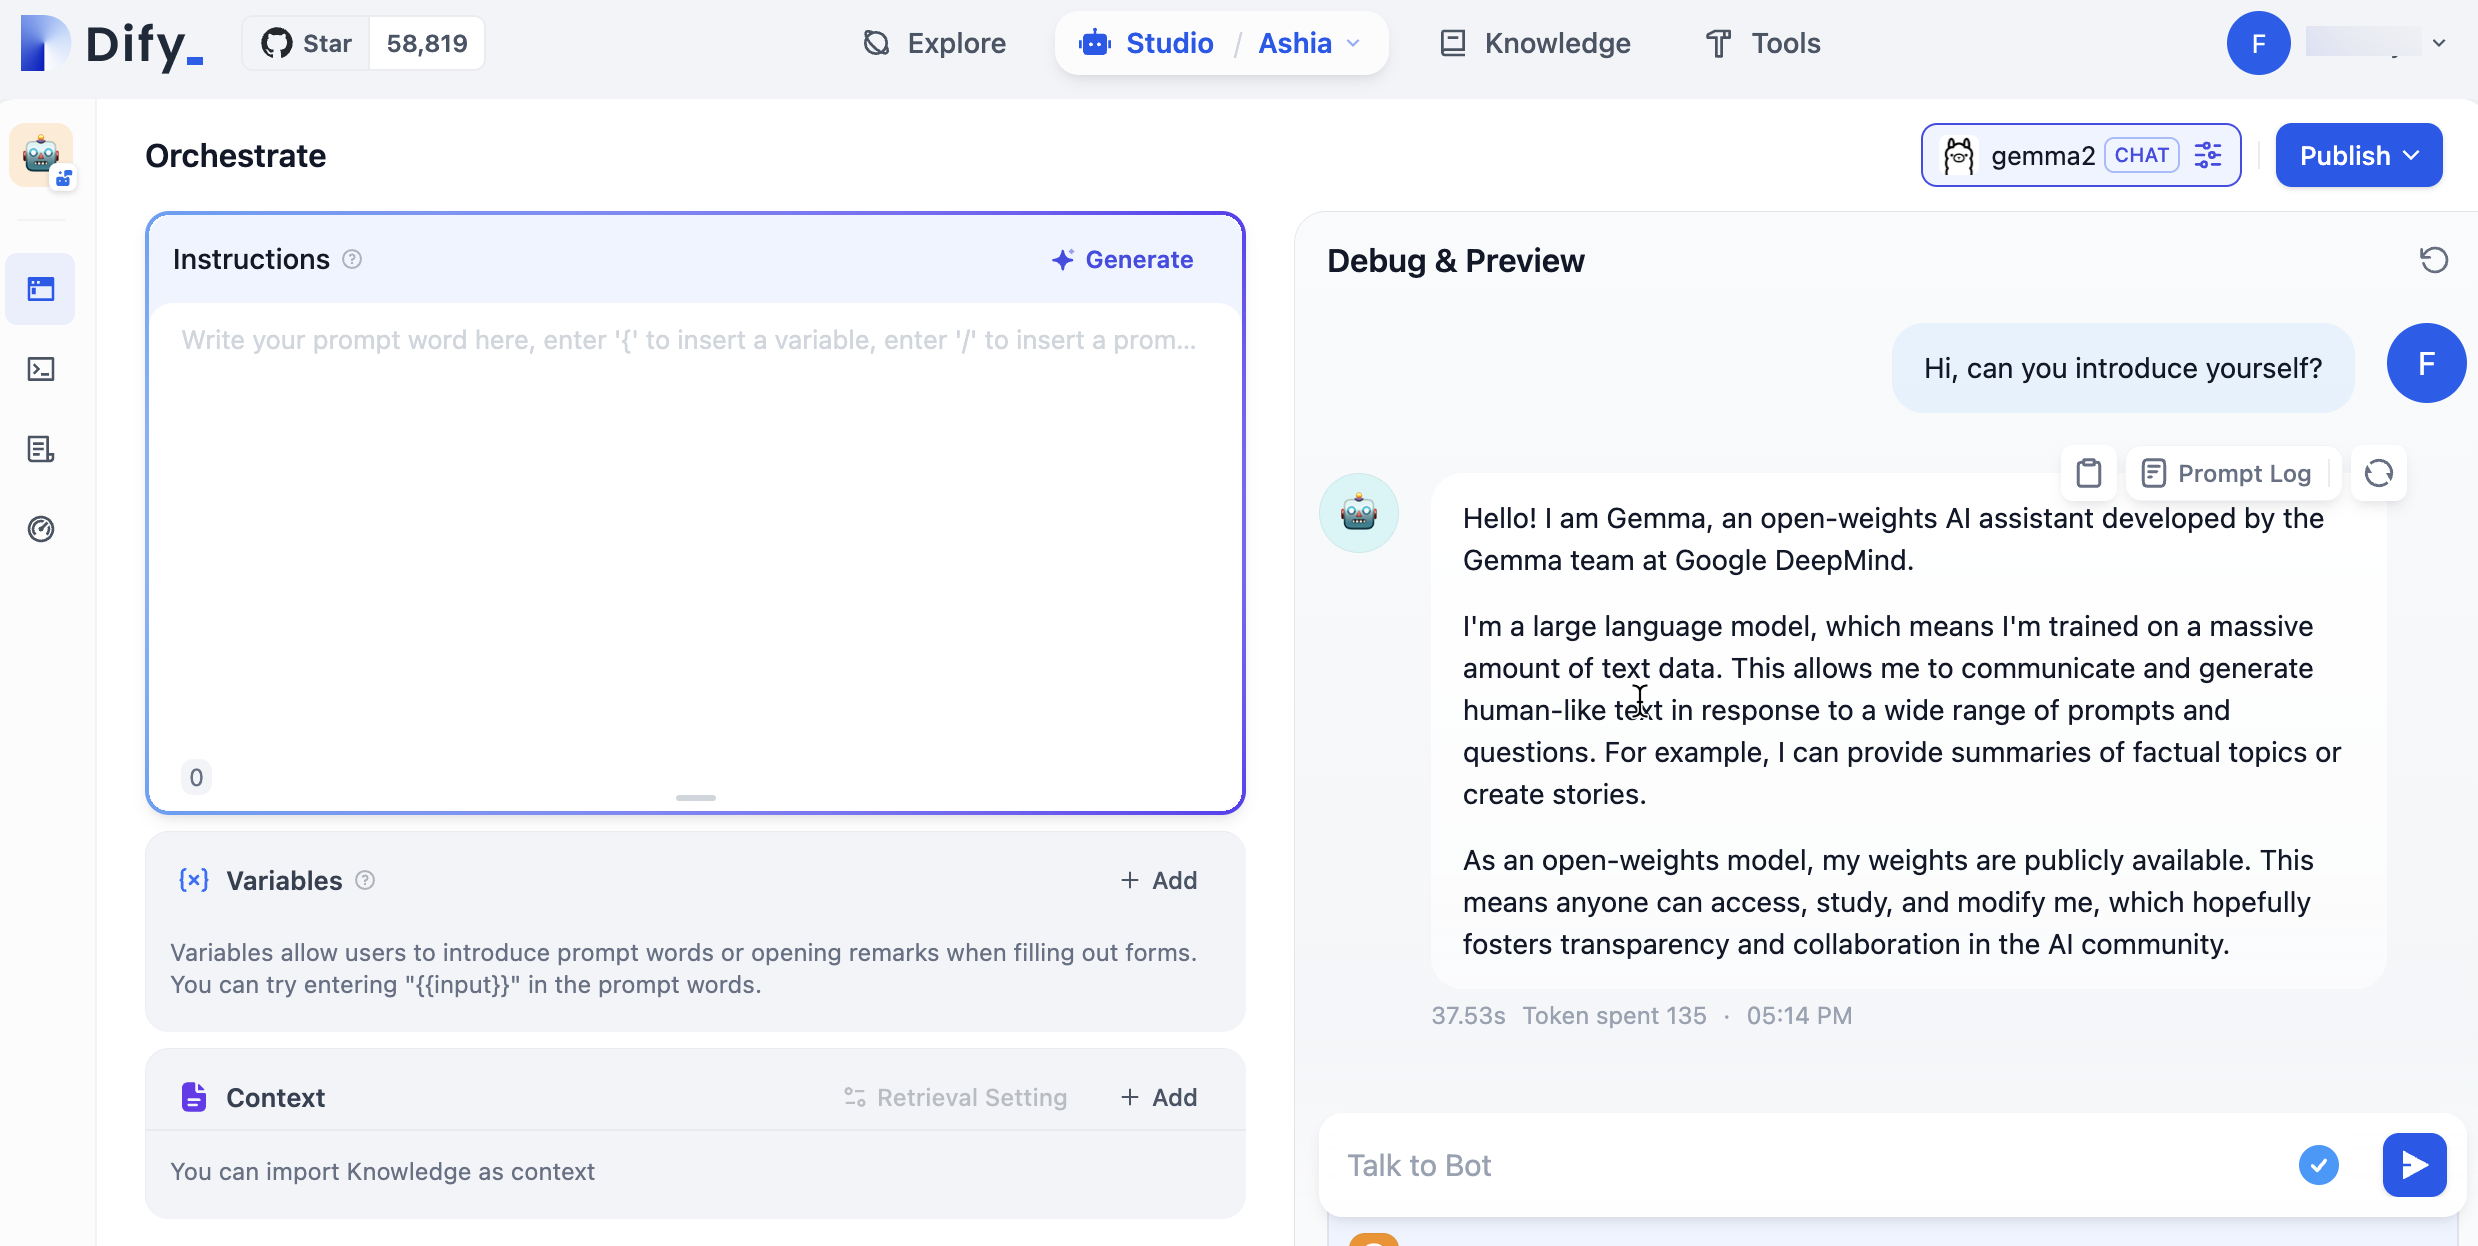 Dify_
Star 58,819
Explore
Studio / Ashia
Knowledge
Tools
F
Orchestrate
gemma2 CHAT
Publish
Instructions
Generate
Write your prompt word here, enter '{' to insert a variable, enter '/' to insert a prom...
0
Variables
+ Add
Variables allow users to introduce prompt words or opening remarks when filling out forms.
You can try entering "{{input}}" in the prompt words.
Context
Retrieval Setting
+ Add
You can import Knowledge as context
Debug & Preview
Hi, can you introduce yourself?
F
Prompt Log
Hello! I am Gemma, an open-weights AI assistant developed by the
Gemma team at Google DeepMind.
I'm a large language model, which means I'm trained on a massive
amount of text data. This allows me to communicate and generate
human-like text in response to a wide range of prompts and
questions. For example, I can provide summaries of factual topics or
create stories.
As an open-weights model, my weights are publicly available. This
means anyone can access, study, and modify me, which hopefully
fosters transparency and collaboration in the AI community.
37.53s Token spent 135 · 05:14 PM
Talk to Bot